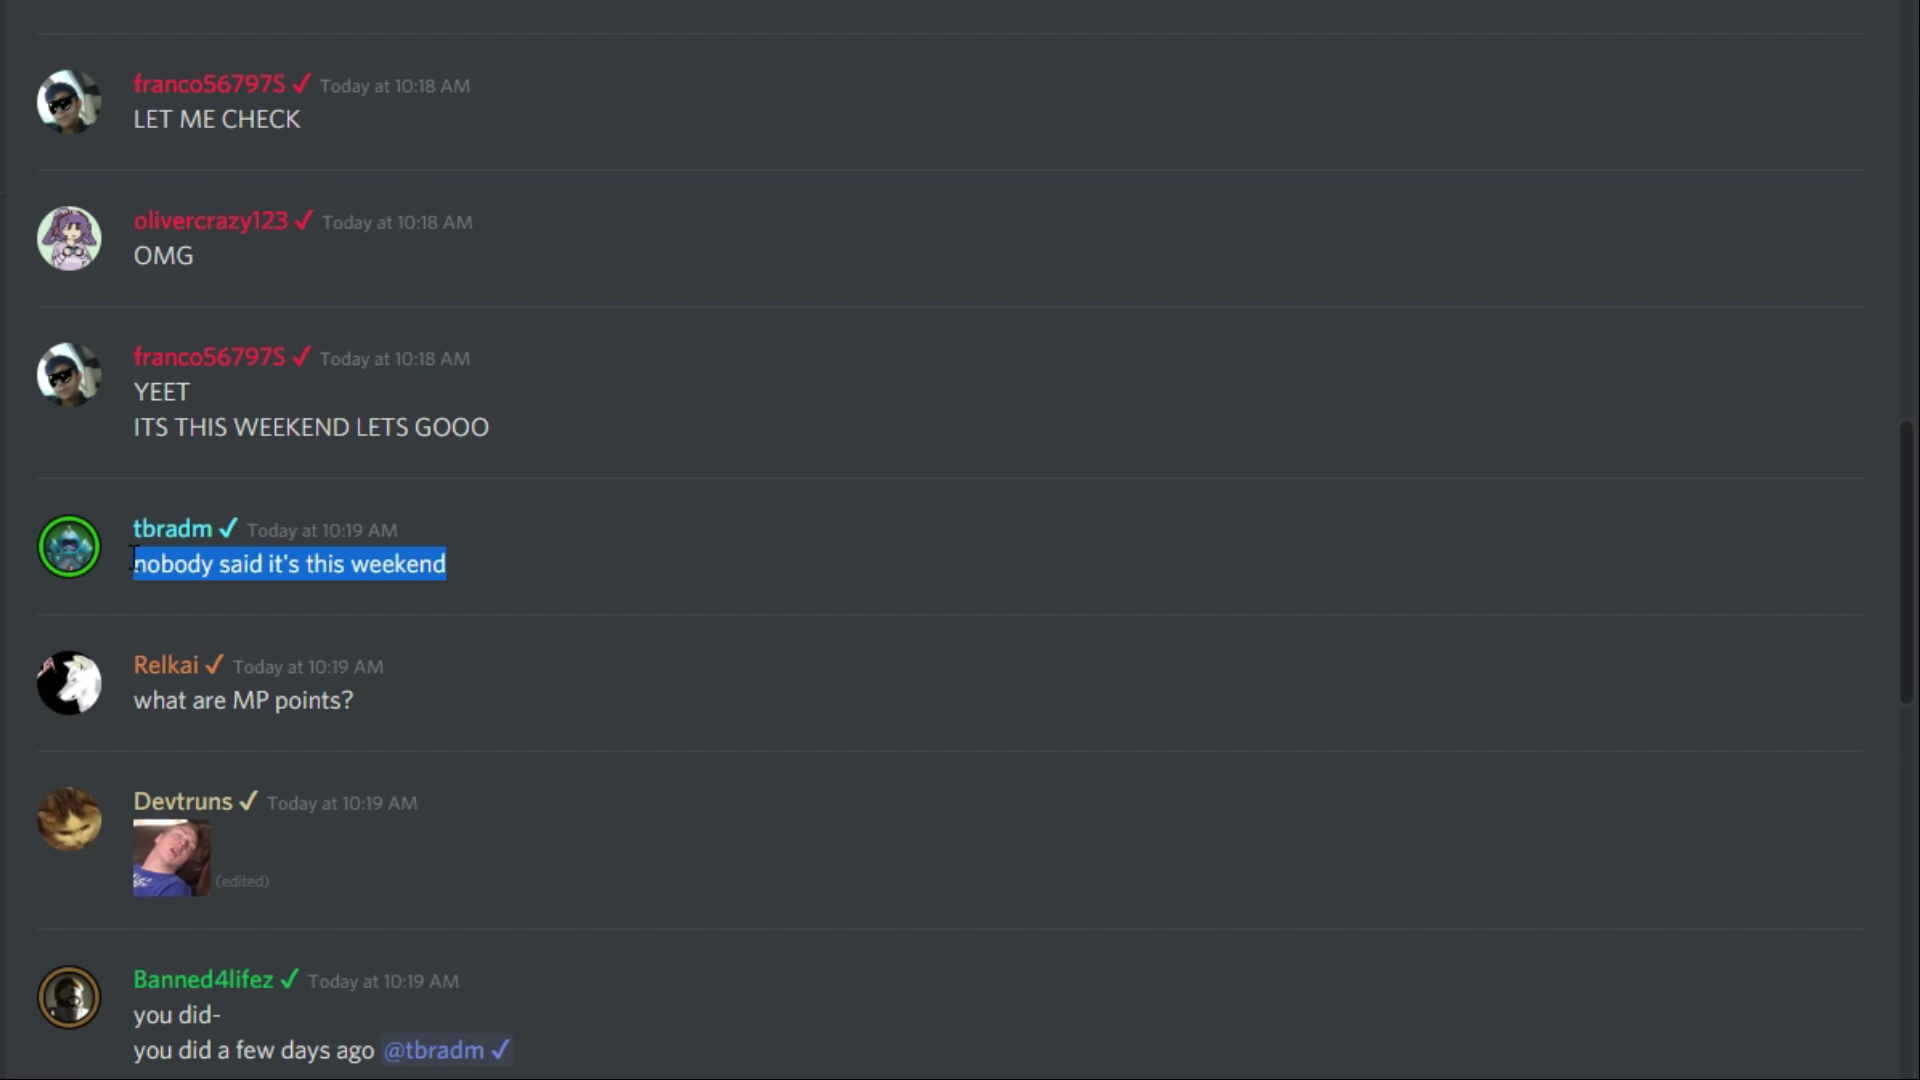 franco56797S ✓ Today at 10:18 AM
LET ME CHECK
olivercrazy123 ✓ Today at 10:18 AM
OMG
franco56797S ✓ Today at 10:18 AM
YEET
ITS THIS WEEKEND LETS GOOO
tbradm ✓ Today at 10:19 AM
nobody said it's this weekend
Relkai ✓ Today at 10:19 AM
what are MP points?
Devtruns ✓ Today at 10:19 AM
(edited)
Banned4lifez ✓ Today at 10:19 AM
you did-
you did a few days ago @tbradm ✓